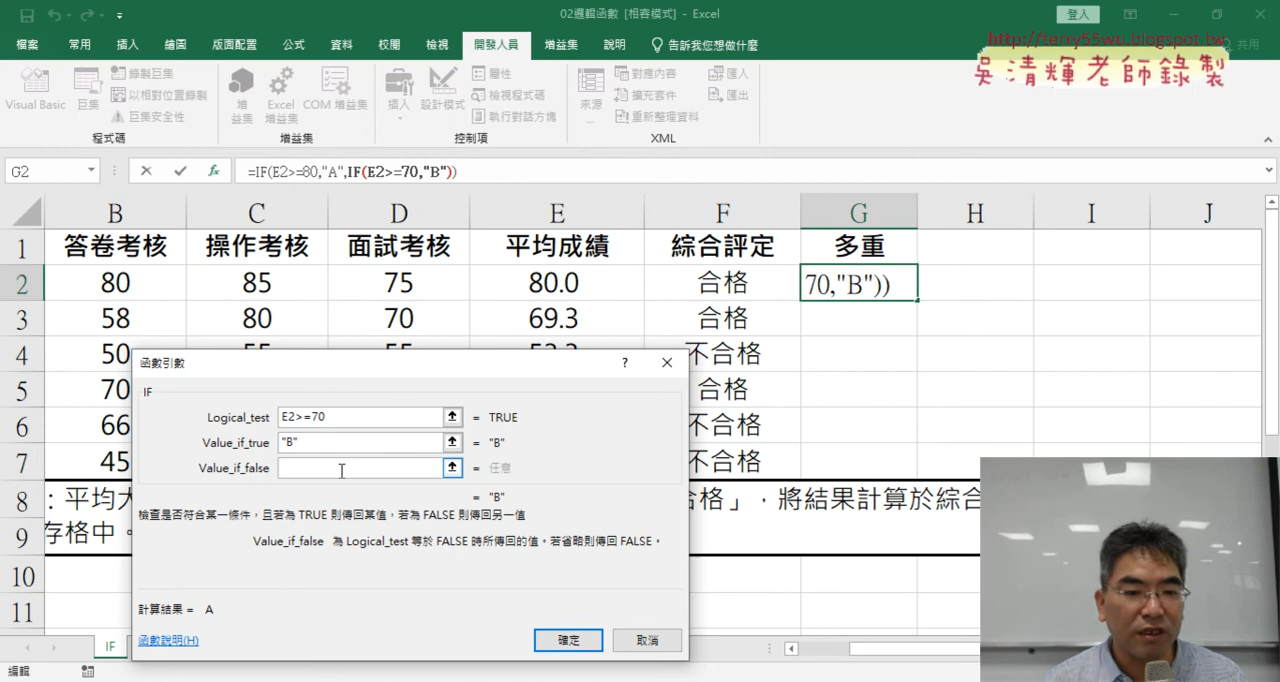 02邏輯函數 [相容模式] - Excel
登入
檔案 常用 插入 繪圖 版面配置 公式 資料 校閱 檢視 開發人員 增益集 說明 告訴我您想做什麼 共用
http://terry55wu.blogspot.tw
吳清輝老師錄製
Visual Basic 巨集 錄製巨集 以相對位置錄製 巨集安全性
增益集 Excel 增益集 COM 增益集
插入 設計模式 屬性 檢視程式碼 執行對話方塊
來源 對應內容 擴充套件 重新整理資料 匯入 匯出
程式碼 增益集 控制項 XML
G2 fx =IF(E2>=80,"A",IF(E2>=70,"B"))
B C D E F G H I J
1 答卷考核 操作考核 面試考核 平均成績 綜合評定 多重
2 80 85 75 80.0 合格 70,"B"))
3 58 80 70 69.3 合格
4 50 不合格
5 70 合格
6 66 不合格
7 45 不合格
8 :平均大 合格」，將結果計算於綜合
9 存格中。
10
11
函數引數 ?
IF
Logical_test E2>=70 = TRUE
Value_if_true "B" = "B"
Value_if_false = 任意
= "B"
檢查是否符合某一條件，且若為 TRUE 則傳回某值，若為 FALSE 則傳回另一值
Value_if_false 為 Logical_test 等於 FALSE 時所傳回的值。若省略則傳回 FALSE。
計算結果 = A
函數說明(H)
確定 取消
IF
編輯